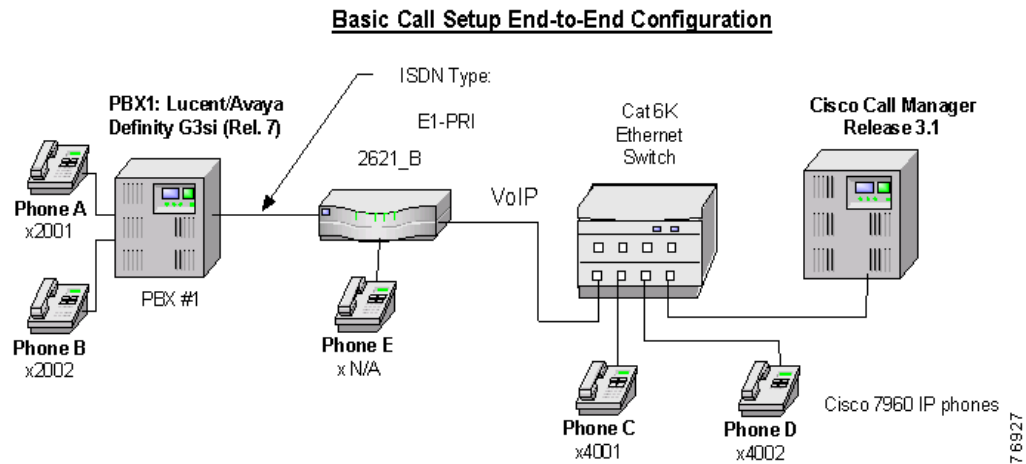 Basic Call Setup End-to-End Configuration
ISDN Type:
E1-PRI
PBX1: Lucent/Avaya
Definity G3si (Rel. 7)
2621_B
Cat6K
Ethernet
Switch
Cisco Call Manager
Release 3.1
VoIP
Phone A
x2001
PBX #1
Phone B
x2002
Phone E
x N/A
Phone C
x4001
Phone D
x4002
Cisco 7960 IP phones
76927